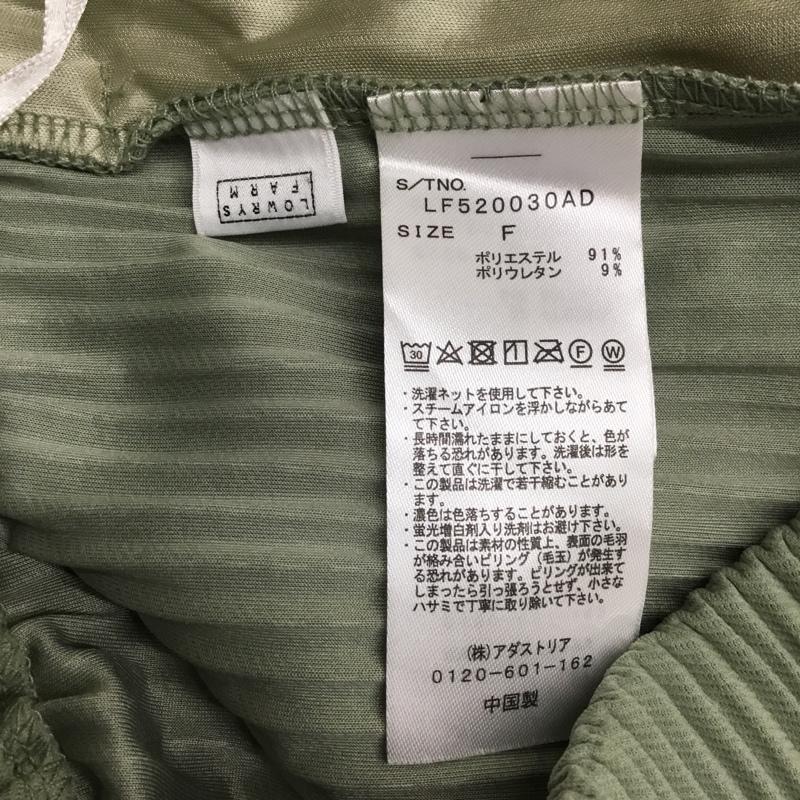 LOWRYS
FARM
S/TNO.
LF520030AD
SIZE F
ポリエステル 91%
ポリウレタン 9%
30
F
W
・洗濯ネットを使用して下さい。
・スチームアイロンを浮かしながらあて
て下さい。
・長時間濡れたままにしておくと、色が
落ちる恐れがあります。洗濯後は形を
整えて直ぐに干して下さい。
・この製品は洗濯で若干縮むことがあり
ます。
・濃色は色落ちすることがあります。
・蛍光増白剤入り洗剤はお避け下さい。
・この製品は素材の性質上、表面の毛羽
が絡み合いピリング（毛玉）が発生す
る恐れがあります。ピリングが出来て
しまったら引っ張ろうとせず、小さな
ハサミで丁寧に取り除いて下さい。
(株)アダストリア
0120-601-162
中国製